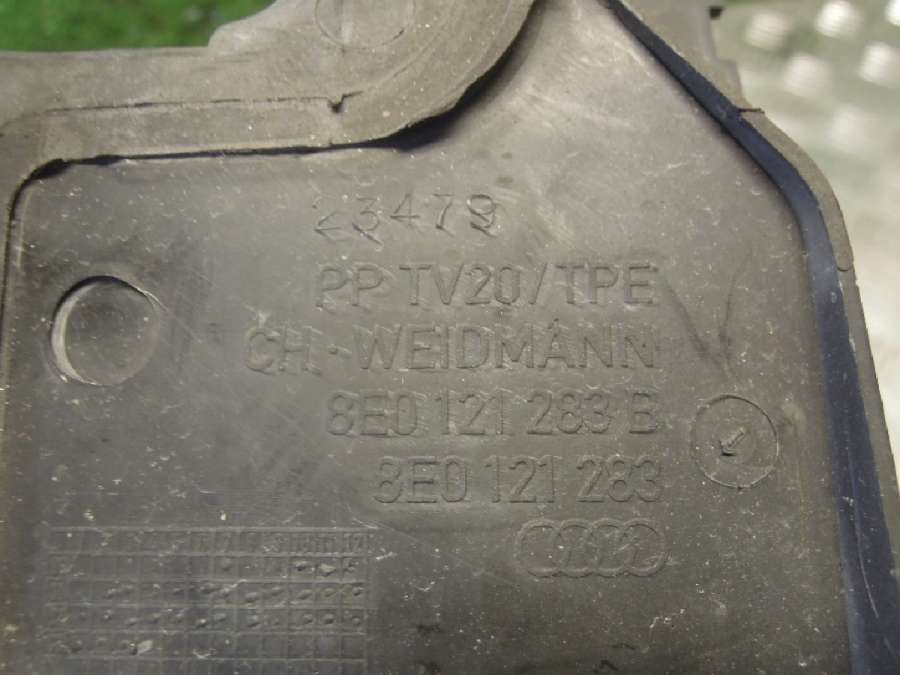 23479
PP TV20/TPE
CH-WEIDMANN
8E0 121 283 B
8E0 121 283